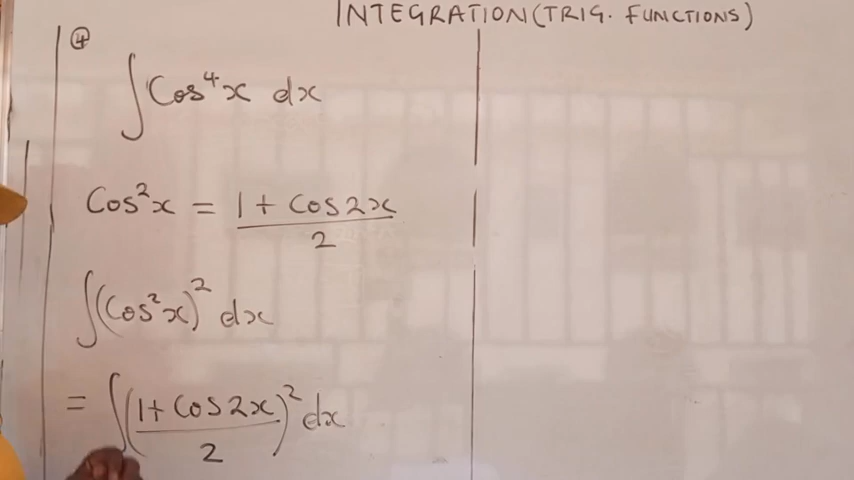 INTEGRATION(TRIG. FUNCTIONS)
④
∫Cos⁴x dx
Cos²x = (1 + Cos2x)/2
∫(Cos²x)² dx
= ∫((1+Cos2x)/2)² dx